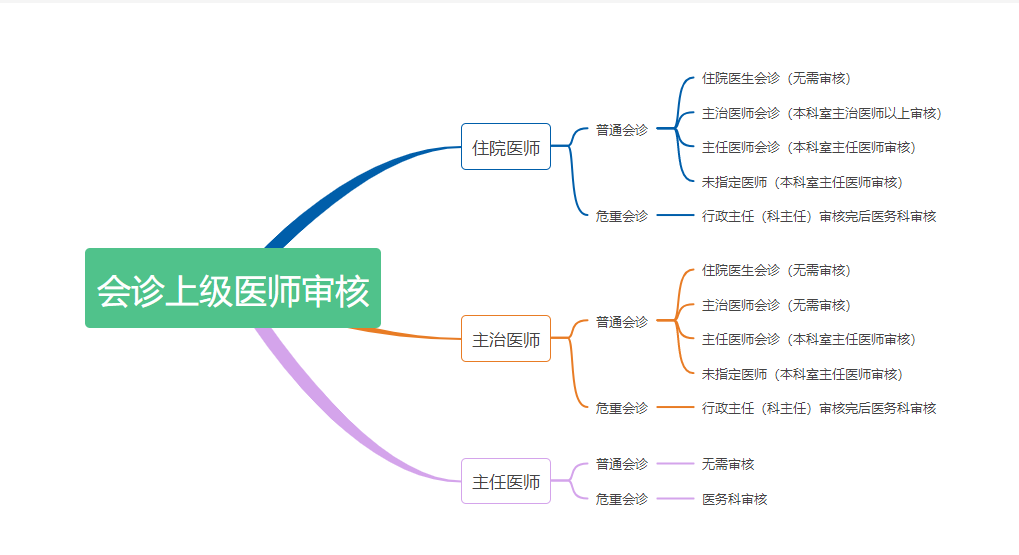 会诊上级医师审核
住院医师
普通会诊
住院医生会诊（无需审核）
主治医师会诊（本科室主治医师以上审核）
主任医师会诊（本科室主任医师审核）
未指定医师（本科室主任医师审核）
危重会诊
行政主任（科主任）审核完后医务科审核
主治医师
普通会诊
住院医生会诊（无需审核）
主治医师会诊（无需审核）
主任医师会诊（本科室主任医师审核）
未指定医师（本科室主任医师审核）
危重会诊
行政主任（科主任）审核完后医务科审核
主任医师
普通会诊
无需审核
危重会诊
医务科审核